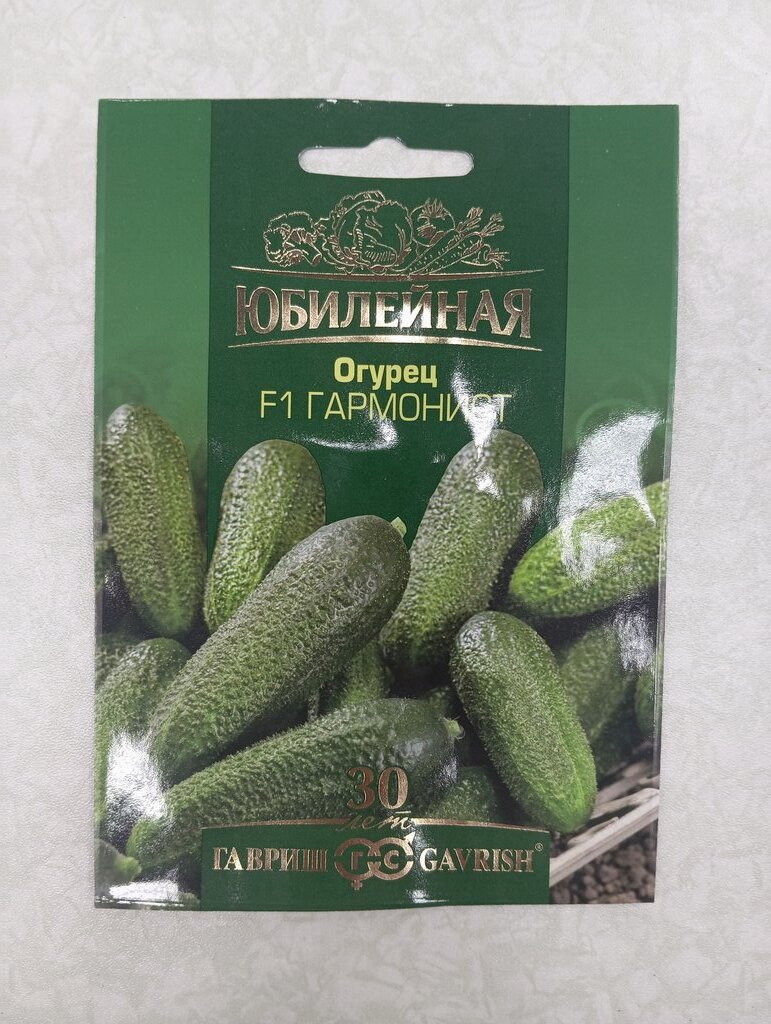 ЮБИЛЕЙНАЯ
Огурец
F1 ГАРМОНИСТ
30
лет
ГАВРИШ Г С GAVRISH®